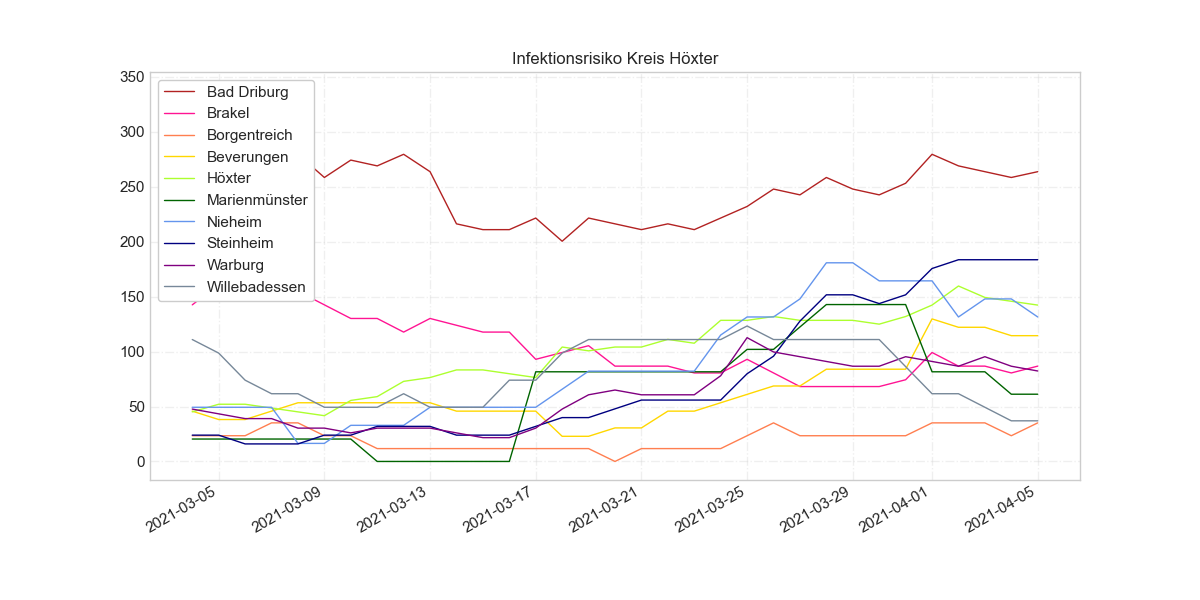 Infektionsrisiko Kreis Höxter
350
300
250
200
150
100
50
0
Bad Driburg
Brakel
Borgentreich
Beverungen
Höxter
Marienmünster
Nieheim
Steinheim
Warburg
Willebadessen
2021-03-05
2021-03-09
2021-03-13
2021-03-17
2021-03-21
2021-03-25
2021-03-29
2021-04-01
2021-04-05